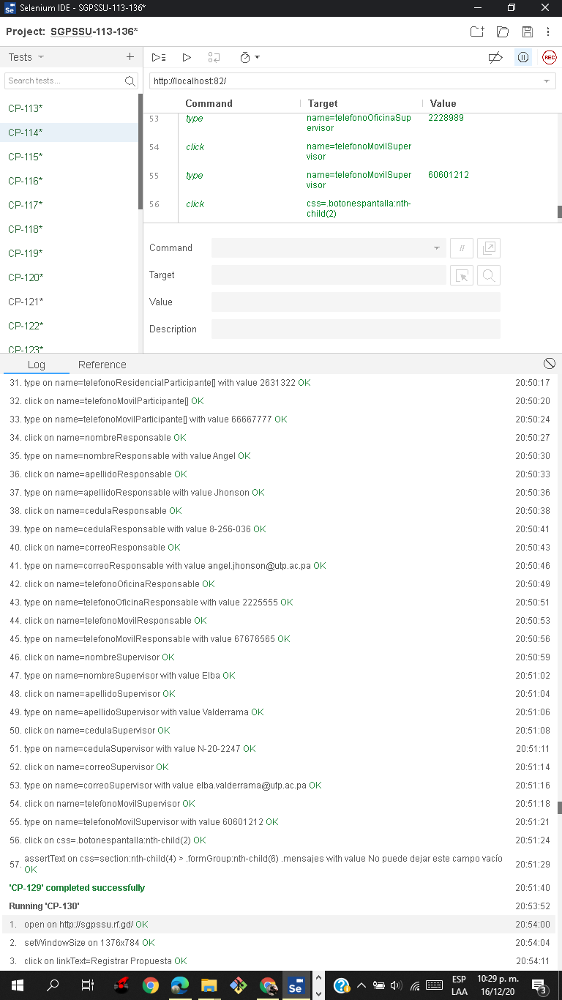 Selenium IDE - SGPSSU-113-136*
Project: SGPSSU-113-136*
Tests
Search tests...
CP-113*
CP-114*
CP-115*
CP-116*
CP-117*
CP-118*
CP-119*
CP-120*
CP-121*
CP-122*
CP-123*
REC
http://localhost:82/
Command Target Value
53 type name=telefonoOficinaSup 2228989
ervisor
54 click name=telefonoMovilSuper
visor
55 type name=telefonoMovilSuper 60601212
visor
56 click css=.botonespantalla:nth-
child(2)
Command //
Target
Value
Description
Log Reference
31. type on name=telefonoResidencialParticipante[] with value 2631322 OK 20:50:17
32. click on name=telefonoMovilParticipante[] OK 20:50:20
33. type on name=telefonoMovilParticipante[] with value 66667777 OK 20:50:24
34. click on name=nombreResponsable OK 20:50:27
35. type on name=nombreResponsable with value Angel OK 20:50:30
36. click on name=apellidoResponsable OK 20:50:33
37. type on name=apellidoResponsable with value Jhonson OK 20:50:36
38. click on name=cedulaResponsable OK 20:50:38
39. type on name=cedulaResponsable with value 8-256-036 OK 20:50:41
40. click on name=correoResponsable OK 20:50:43
41. type on name=correoResponsable with value angel.jhonson@utp.ac.pa OK 20:50:46
42. click on name=telefonoOficinaResponsable OK 20:50:49
43. type on name=telefonoOficinaResponsable with value 2225555 OK 20:50:51
44. click on name=telefonoMovilResponsable OK 20:50:53
45. type on name=telefonoMovilResponsable with value 67676565 OK 20:50:56
46. click on name=nombreSupervisor OK 20:50:59
47. type on name=nombreSupervisor with value Elba OK 20:51:02
48. click on name=apellidoSupervisor OK 20:51:04
49. type on name=apellidoSupervisor with value Valderrama OK 20:51:06
50. click on name=cedulaSupervisor OK 20:51:08
51. type on name=cedulaSupervisor with value N-20-2247 OK 20:51:11
52. click on name=correoSupervisor OK 20:51:14
53. type on name=correoSupervisor with value elba.valderrama@utp.ac.pa OK 20:51:16
54. click on name=telefonoMovilSupervisor OK 20:51:18
55. type on name=telefonoMovilSupervisor with value 60601212 OK 20:51:21
56. click on css=.botonespantalla:nth-child(2) OK 20:51:24
57. assertText on css=section:nth-child(4) > .formGroup:nth-child(6) .mensajes with value No puede dejar este campo vacío 20:51:29
OK
'CP-129' completed successfully 20:51:40
Running 'CP-130' 20:53:52
1. open on http://sgpssu.rf.gd/ OK 20:54:00
2. setWindowSize on 1376x784 OK 20:54:04
3. click on linkText=Registrar Propuesta OK 20:54:11
Se
ESP 10:29 p. m.
LAA 16/12/20
3